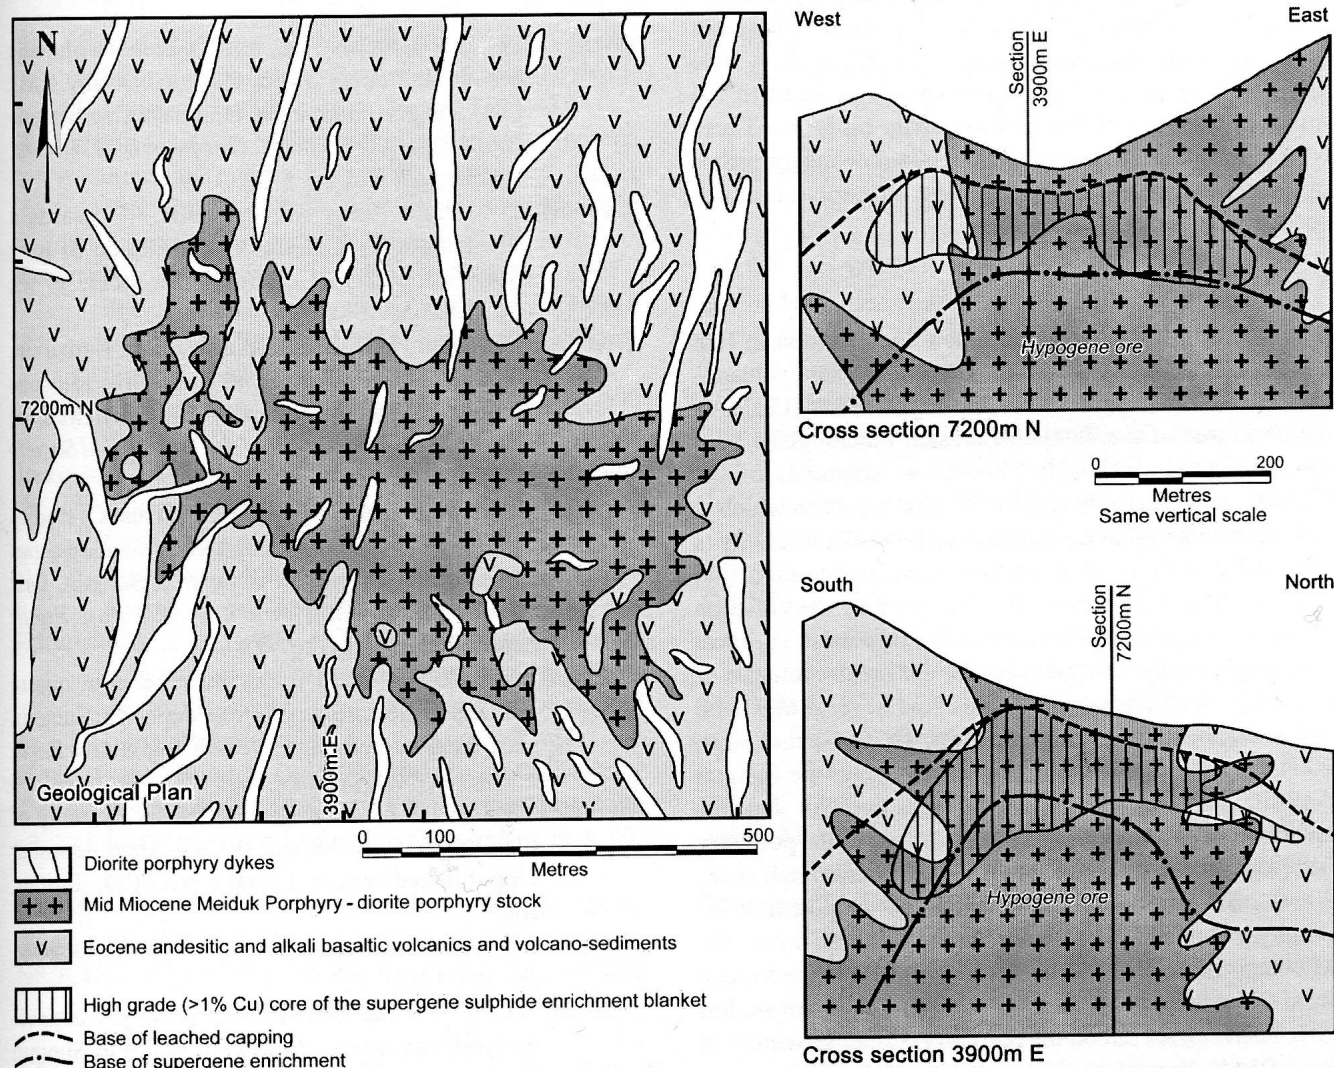 N
7200m N
3900m E
Geological Plan
0 100 500
Metres
Diorite porphyry dykes
Mid Miocene Meiduk Porphyry - diorite porphyry stock
Eocene andesitic and alkali basaltic volcanics and volcano-sediments
High grade (>1% Cu) core of the supergene sulphide enrichment blanket
Base of leached capping
Base of supergene enrichment
West
East
Section
3900m E
Hypogene ore
Cross section 7200m N
0 200
Metres
Same vertical scale
South
North
Section
7200m N
Hypogene ore
Cross section 3900m E